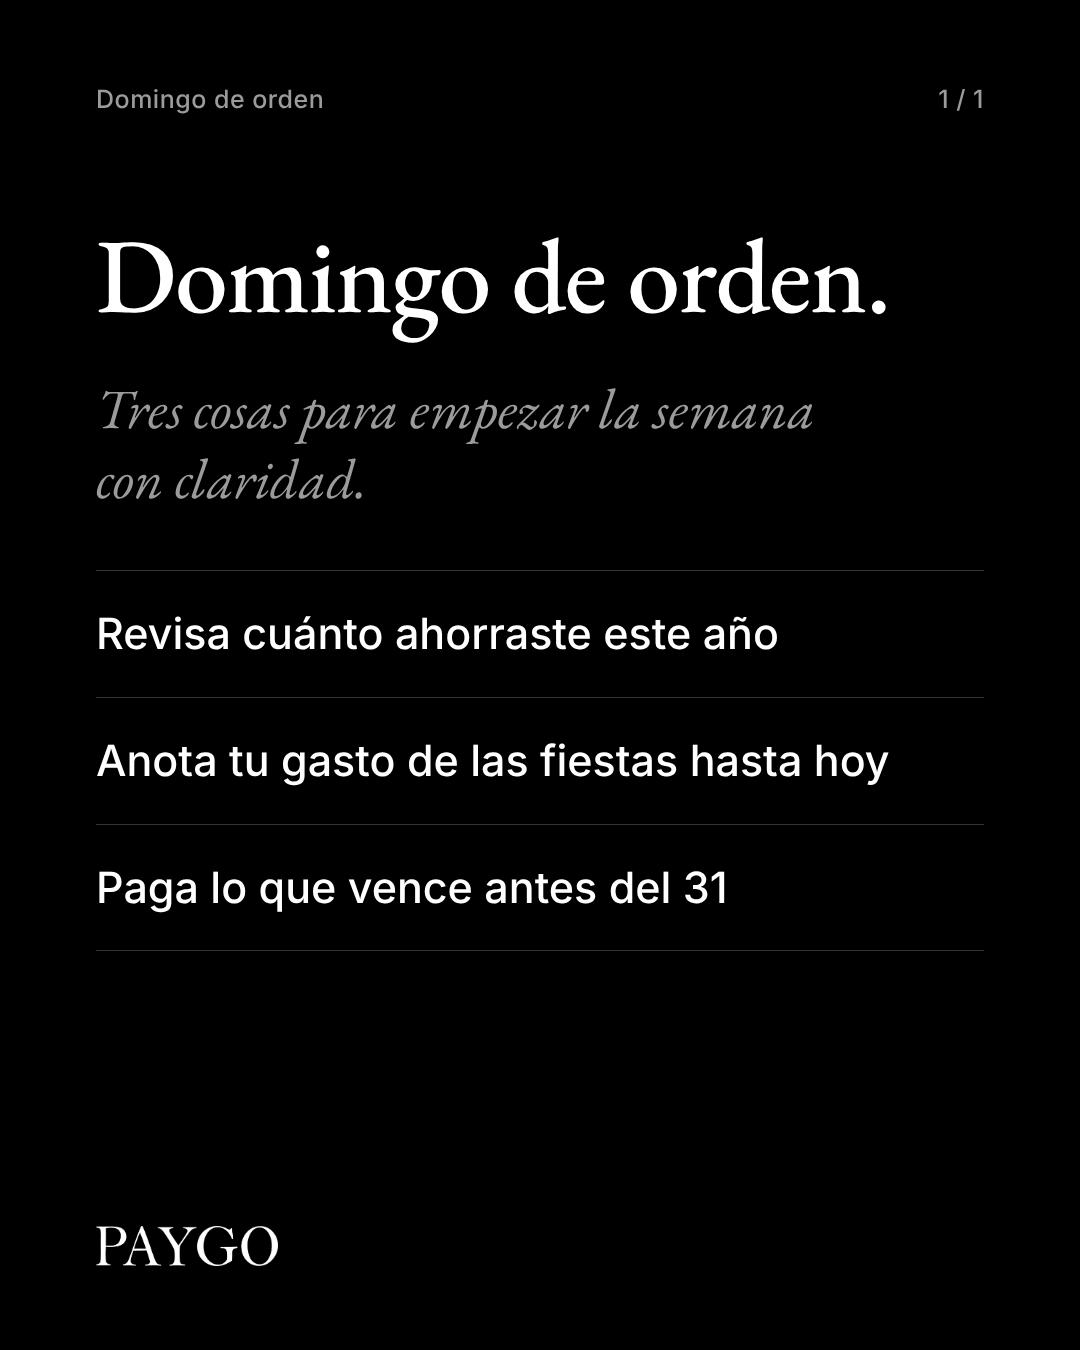 Domingo de orden
1 / 1
Domingo de orden.
Tres cosas para empezar la semana
con claridad.
Revisa cuánto ahorraste este año
Anota tu gasto de las fiestas hasta hoy
Paga lo que vence antes del 31
PAYGO